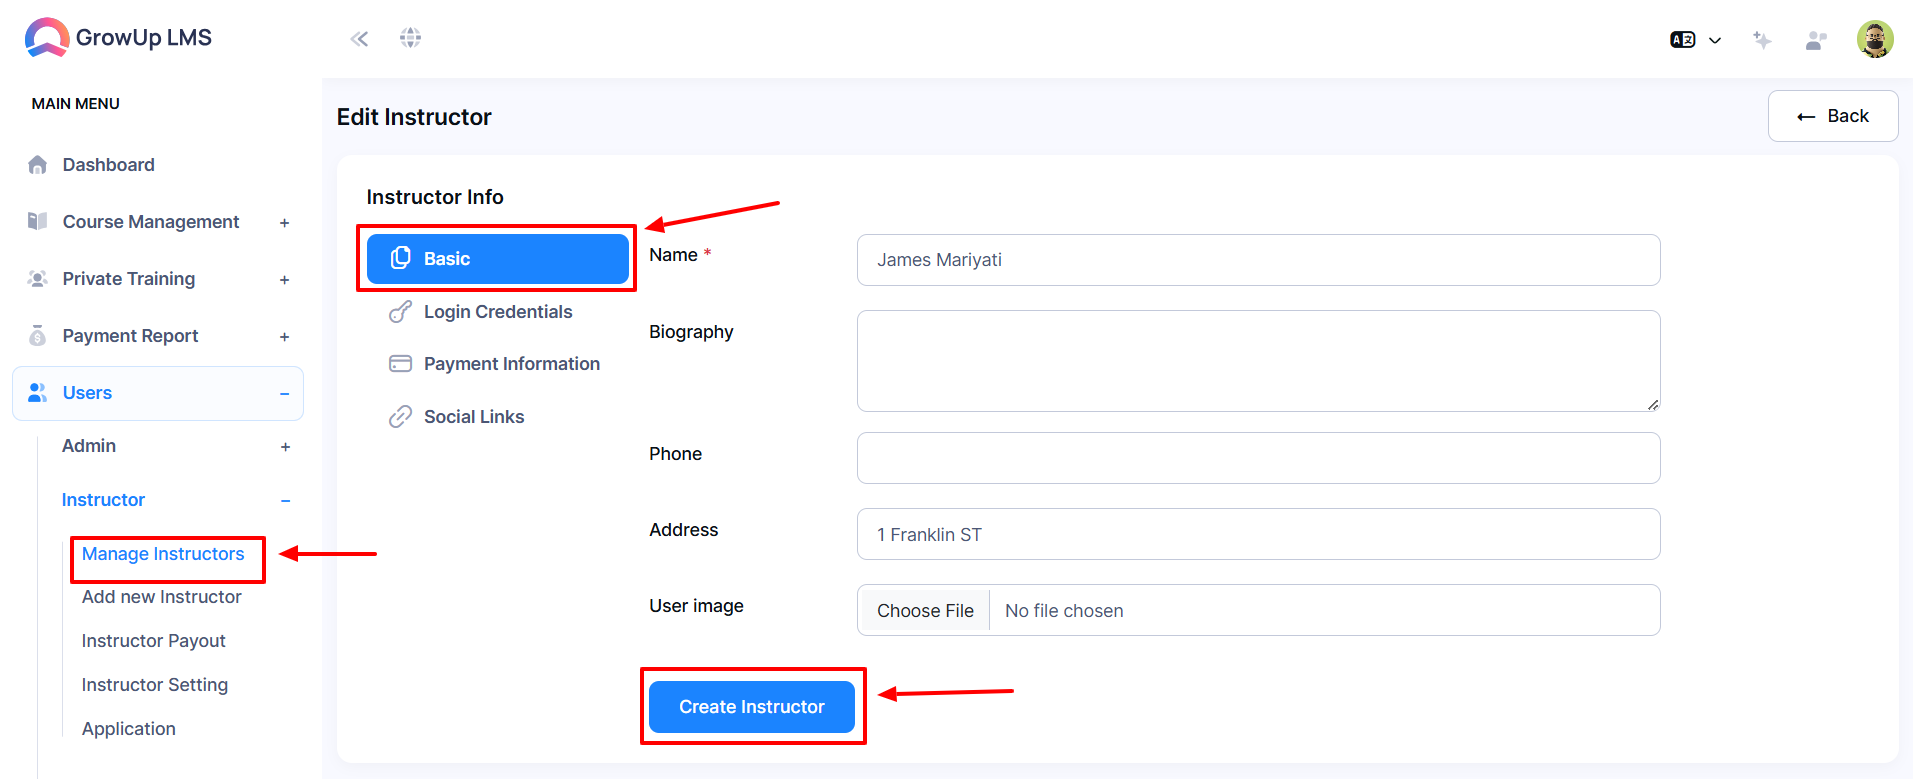 GrowUp LMS
MAIN MENU
Dashboard
Course Management +
Private Training +
Payment Report +
Users −
Admin +
Instructor −
Manage Instructors
Add new Instructor
Instructor Payout
Instructor Setting
Application
A文
Edit Instructor
← Back
Instructor Info
Basic
Login Credentials
Payment Information
Social Links
Name *
James Mariyati
Biography
Phone
Address
1 Franklin ST
User image
Choose File No file chosen
Create Instructor